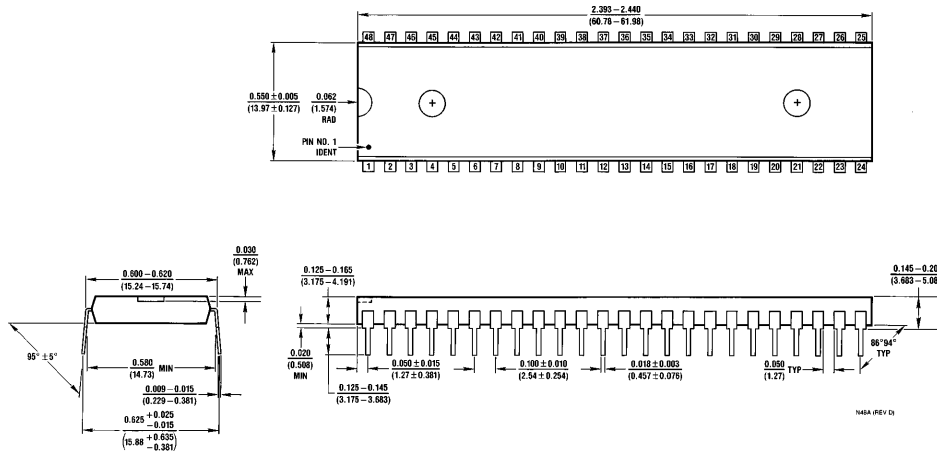 2.393–2.440
(60.78–61.98)
48 47 46 45 44 43 42 41 40 39 38 37 36 35 34 33 32 31 30 29 28 27 26 25
0.550 ± 0.005
(13.97 ± 0.127)
0.062
(1.574)
RAD
PIN NO. 1
IDENT
1 2 3 4 5 6 7 8 9 10 11 12 13 14 15 16 17 18 19 20 21 22 23 24
0.600–0.620
(15.24–15.74)
0.030
(0.762)
MAX
95° ± 5°
0.580
(14.73)
MIN
0.009–0.015
(0.229–0.381)
0.625 +0.025
−0.015
(15.88 +0.635
−0.381)
0.125–0.165
(3.175–4.191)
0.145–0.20
(3.683–5.08
0.020
(0.508)
MIN
0.050 ± 0.015
(1.27 ± 0.381)
0.100 ± 0.010
(2.54 ± 0.254)
0.018 ± 0.003
(0.457 ± 0.076)
0.050
(1.27)
TYP
86°94°
TYP
0.125–0.145
(3.175–3.683)
N48A (REV D)